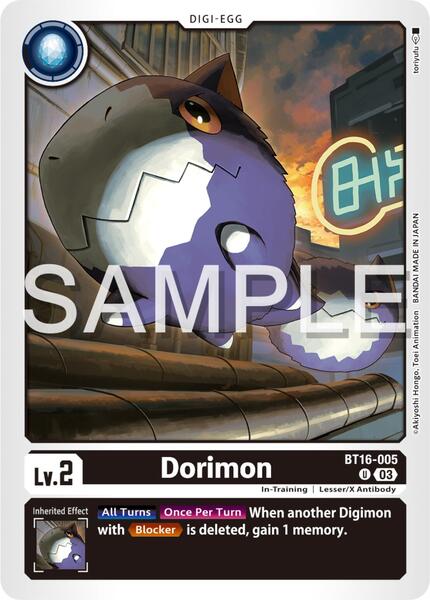 DIGI-EGG
toriyufu
SAMPLE
©Akiyoshi Hongo, Toei Animation BANDAI MADE IN JAPAN
BT16-005
Lv.2
Dorimon
U 03
In-Training | Lesser/X Antibody
Inherited Effect
All Turns Once Per Turn When another Digimon
with Blocker is deleted, gain 1 memory.